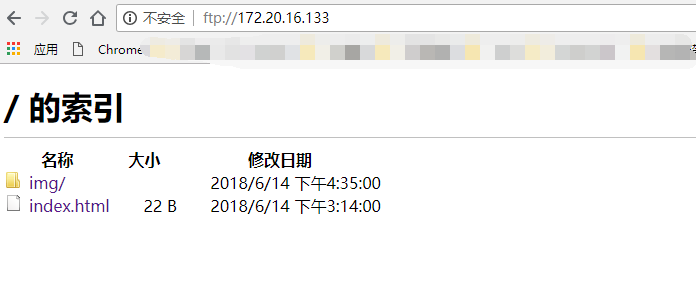 不安全 ftp://172.20.16.133
应用 Chrome
/ 的索引
名称 大小 修改日期
img/ 2018/6/14 下午4:35:00
index.html 22 B 2018/6/14 下午3:14:00